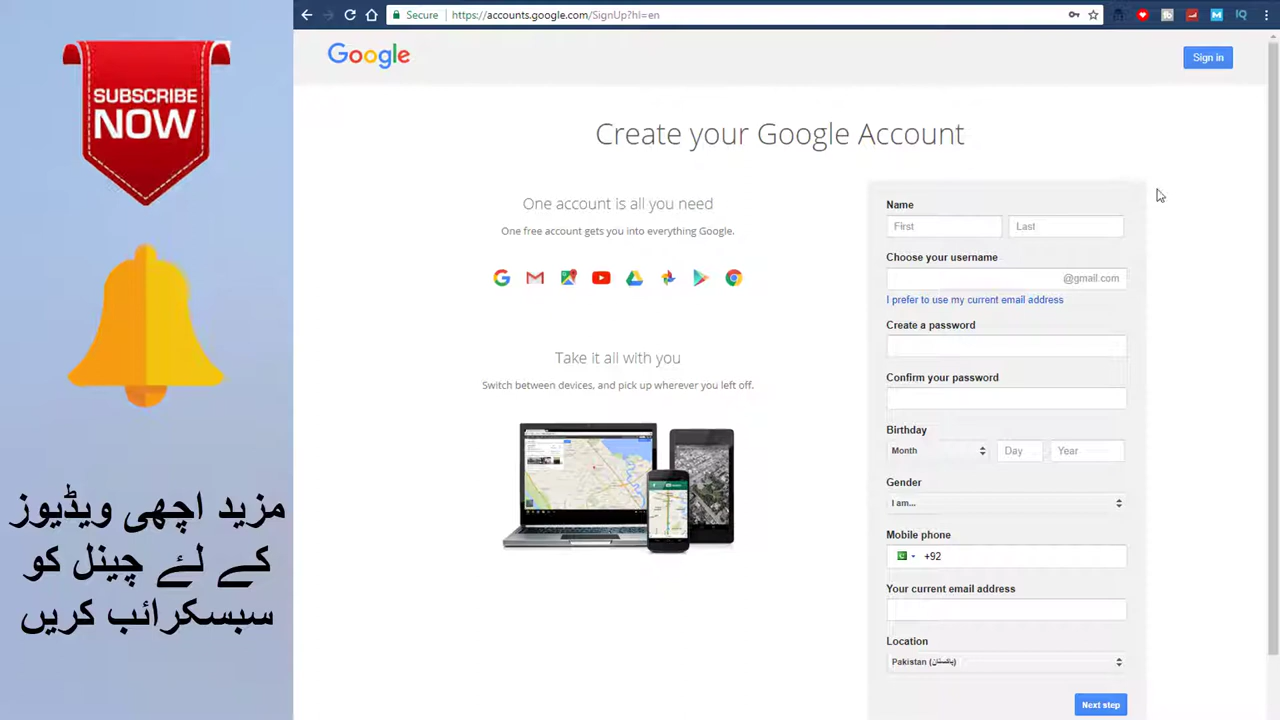 SUBSCRIBE
NOW
مزید اچھی ویڈیوز
کے لئے چینل کو
سبسکرائب کریں
Secure
https://accounts.google.com/SignUp?hl=en
Google
Sign in
Create your Google Account
One account is all you need
One free account gets you into everything Google.
Take it all with you
Switch between devices, and pick up wherever you left off.
Name
First Last
Choose your username
@gmail.com
I prefer to use my current email address
Create a password
Confirm your password
Birthday
Month Day Year
Gender
I am...
Mobile phone
+92
Your current email address
Location
Pakistan (پاکستان)
Next step